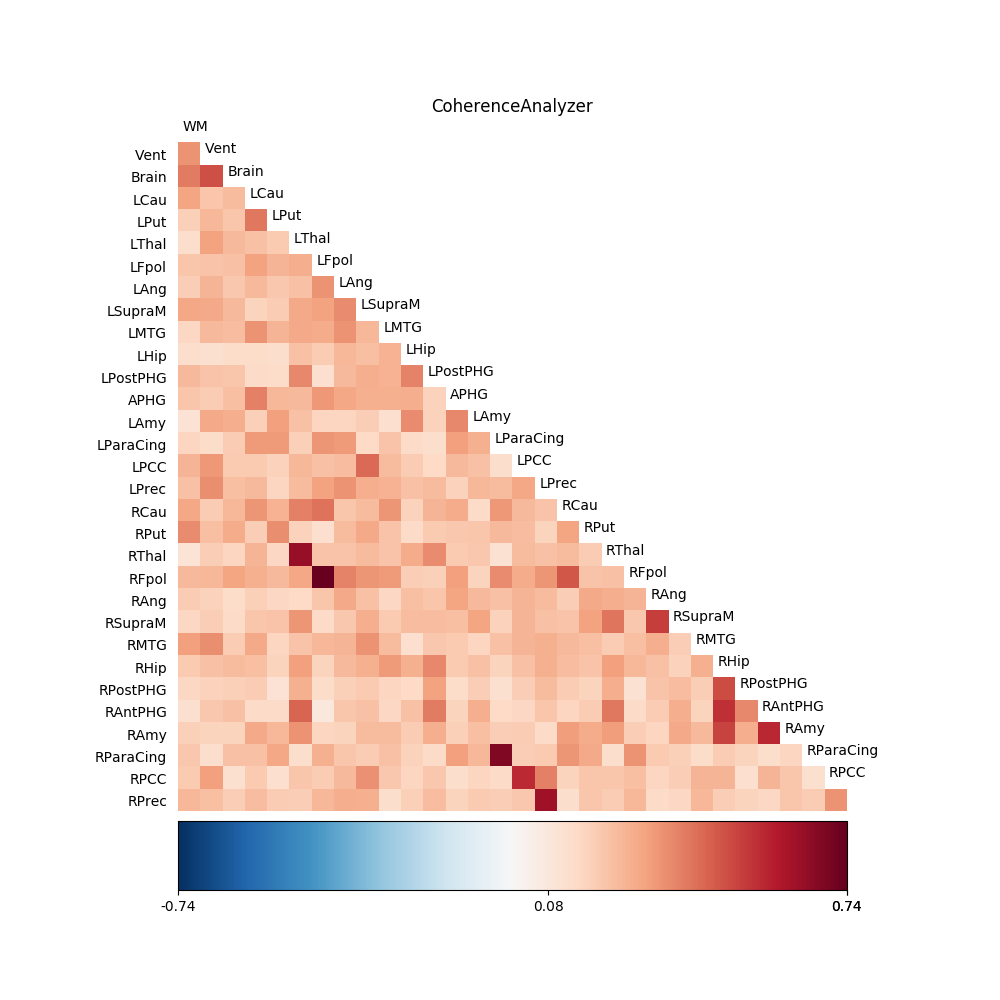 CoherenceAnalyzer
WM
Vent Vent
Brain Brain
LCau LCau
LPut LPut
LThal LThal
LFpol LFpol
LAng LAng
LSupraM LSupraM
LMTG LMTG
LHip LHip
LPostPHG LPostPHG
APHG APHG
LAmy LAmy
LParaCing LParaCing
LPCC LPCC
LPrec LPrec
RCau RCau
RPut RPut
RThal RThal
RFpol RFpol
RAng RAng
RSupraM RSupraM
RMTG RMTG
RHip RHip
RPostPHG RPostPHG
RAntPHG RAntPHG
RAmy RAmy
RParaCing RParaCing
RPCC RPCC
RPrec
-0.74 0.08 0.74